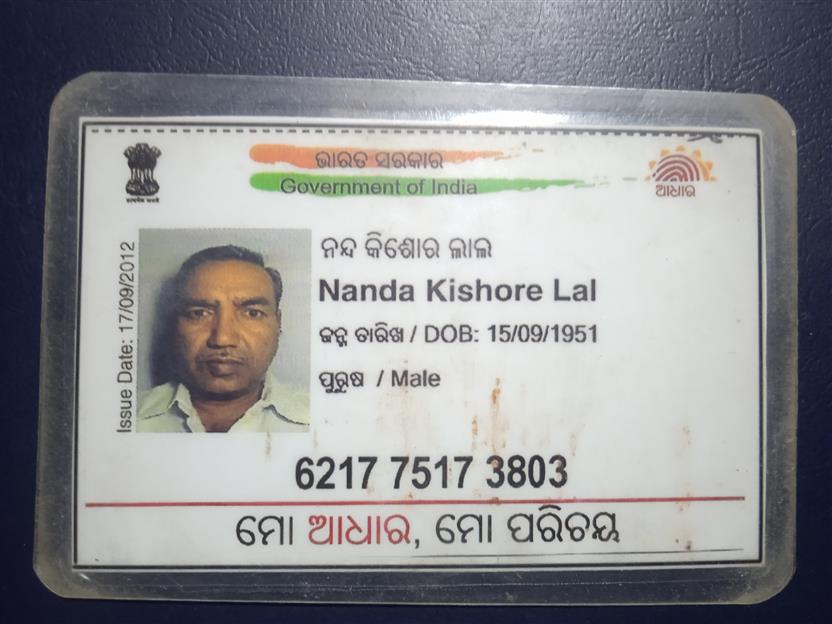 ଭାରତ ସରକାର
Government of India
ଆଧାର
Issue Date: 17/09/2012
ନନ୍ଦ କିଶୋର ଲାଲ
Nanda Kishore Lal
ଜନ୍ମ ତାରିଖ / DOB: 15/09/1951
ପୁରୁଷ / Male
6217 7517 3803
ମୋ ଆଧାର, ମୋ ପରିଚୟ